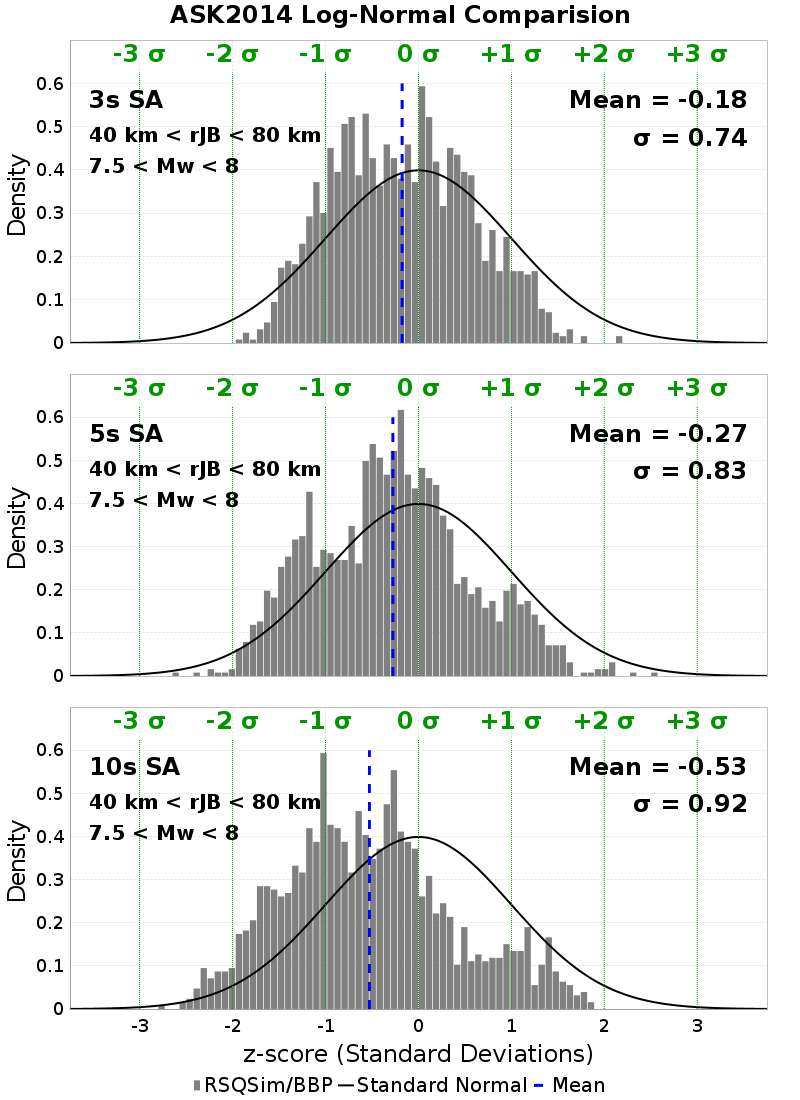 ASK2014 Log-Normal Comparision
-3 σ -2 σ -1 σ 0 σ +1 σ +2 σ +3 σ
0.6
3s SA Mean = -0.18
0.5
40 km < rJB < 80 km σ = 0.74
7.5 < Mw < 8
0.4
0.3
0.2
0.1
0
Density
-3 σ -2 σ -1 σ 0 σ +1 σ +2 σ +3 σ
0.6
5s SA Mean = -0.27
0.5
40 km < rJB < 80 km σ = 0.83
7.5 < Mw < 8
0.4
0.3
0.2
0.1
0
Density
-3 σ -2 σ -1 σ 0 σ +1 σ +2 σ +3 σ
0.6
10s SA Mean = -0.53
0.5
40 km < rJB < 80 km σ = 0.92
7.5 < Mw < 8
0.4
0.3
0.2
0.1
0
Density
-3 -2 -1 0 1 2 3
z-score (Standard Deviations)
RSQSim/BBP Standard Normal Mean